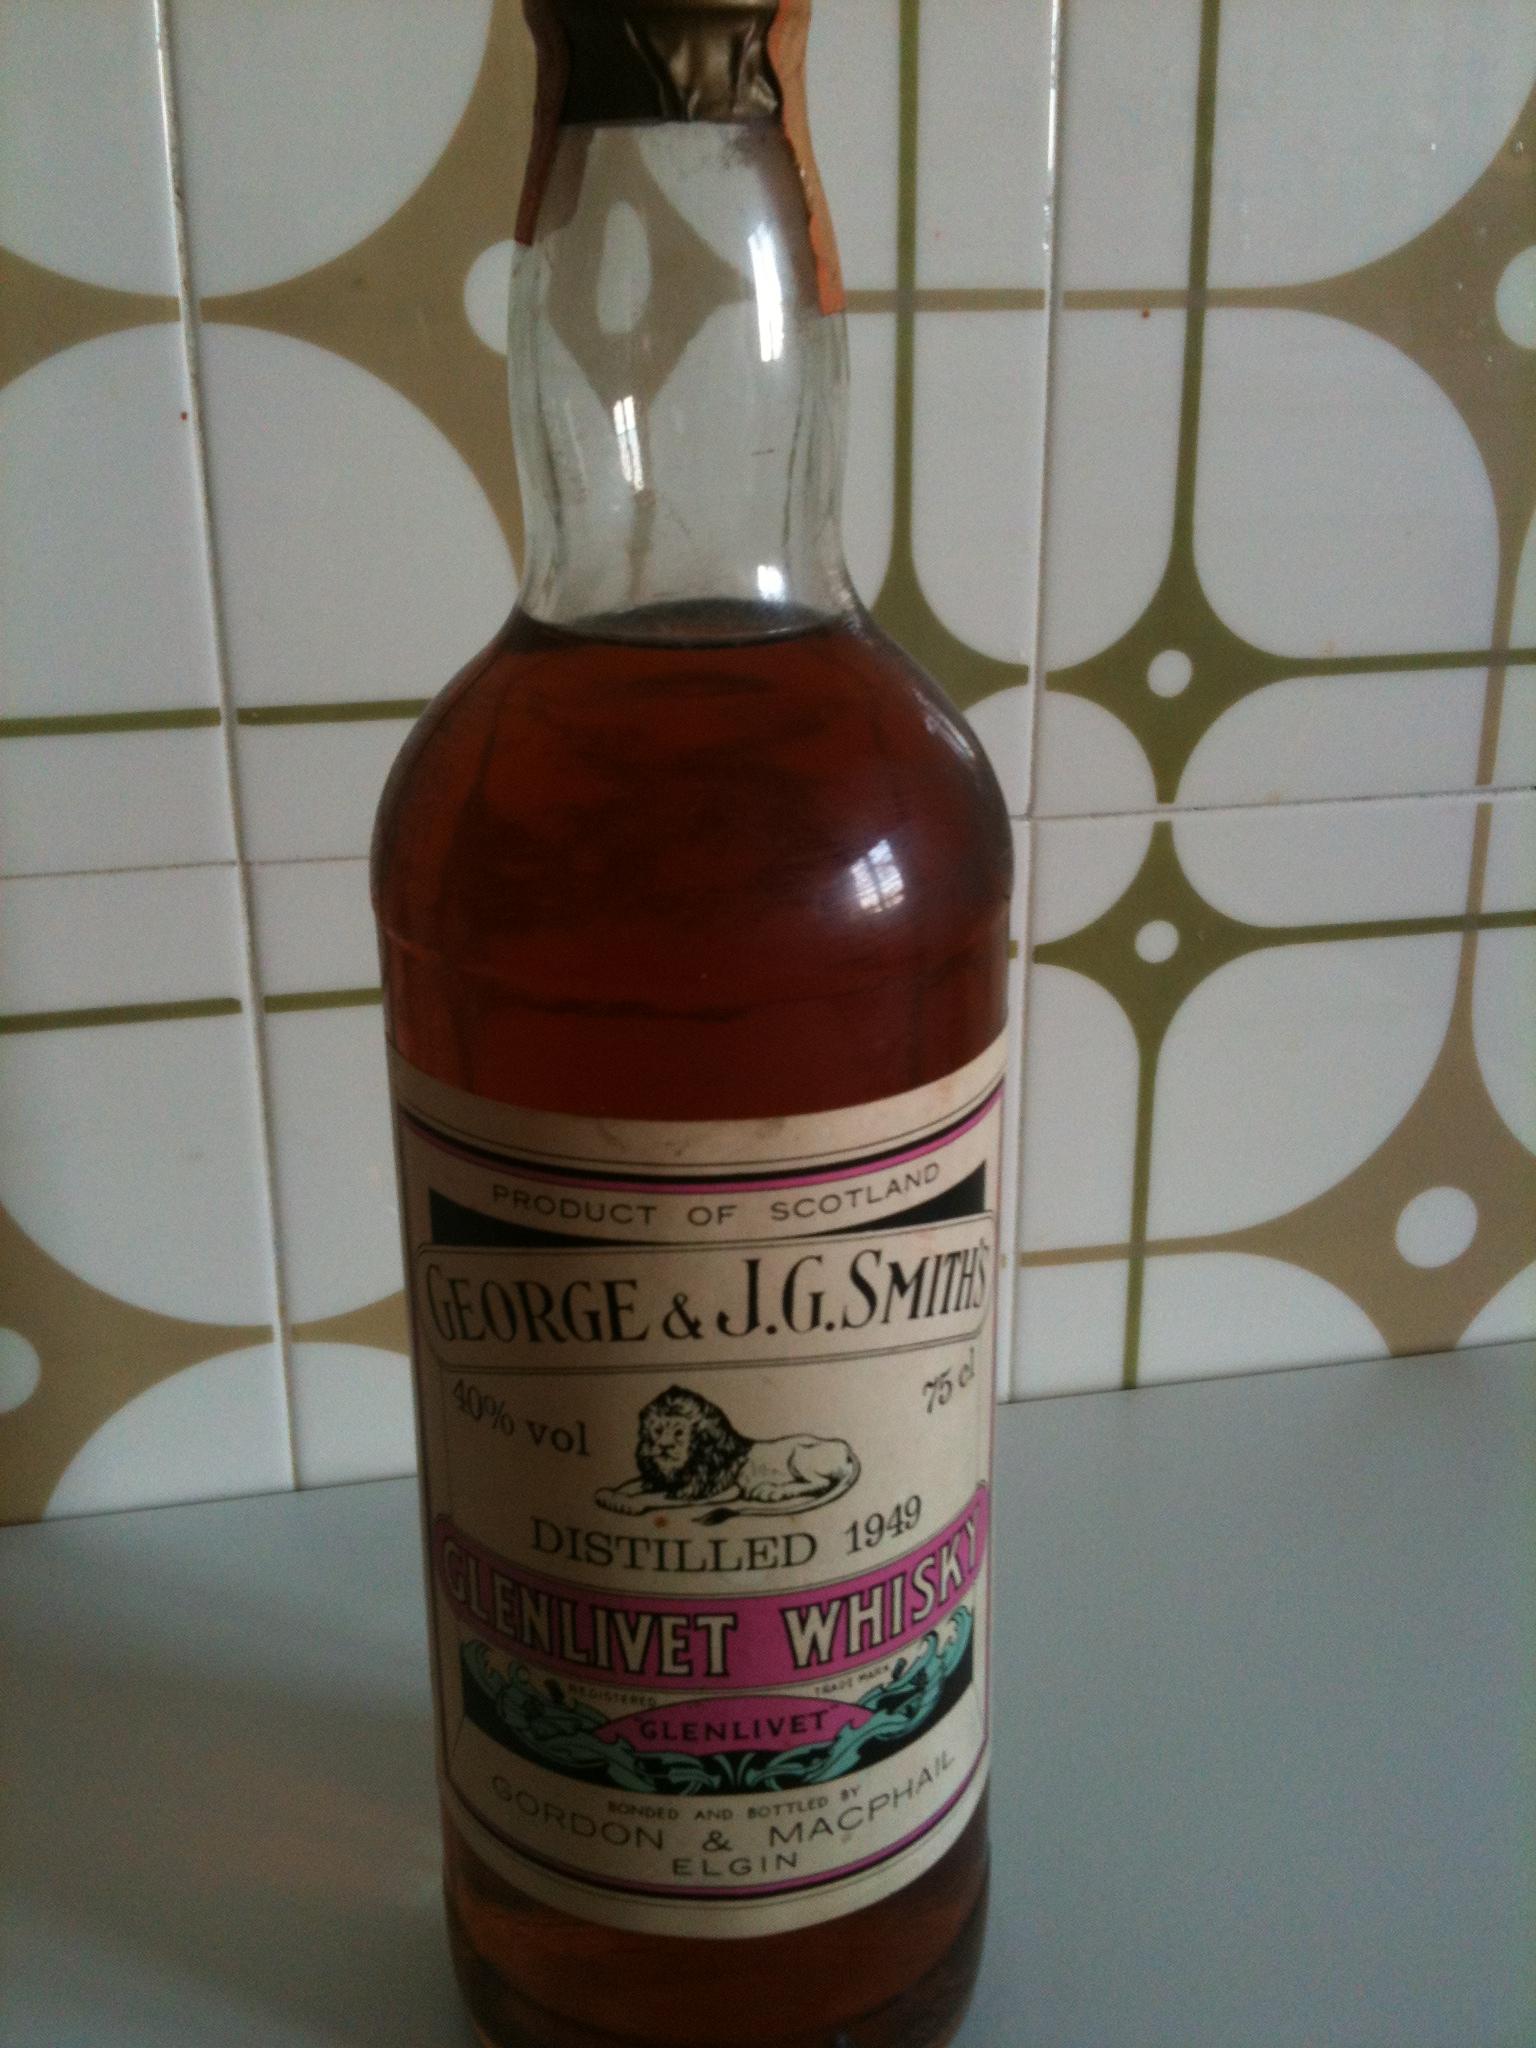 PRODUCT OF SCOTLAND
GEORGE & J.G. SMITH'S
40% vol
75 cl
DISTILLED 1949
GLENLIVET WHISKY
REGISTERED TRADE MARK
"GLENLIVET"
BONDED AND BOTTLED BY
GORDON & MACPHAIL
ELGIN